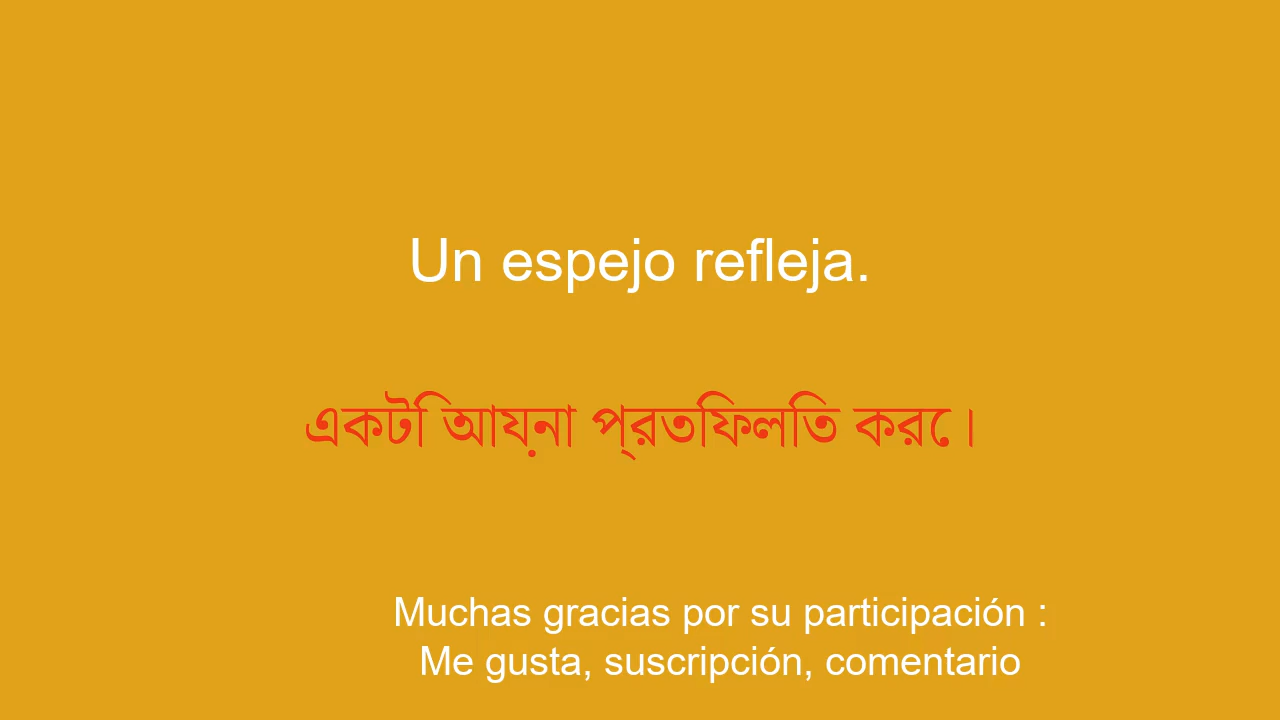 Un espejo refleja.
একটি আয়না প্রতিফলিত করে।
Muchas gracias por su participación :
Me gusta, suscripción, comentario